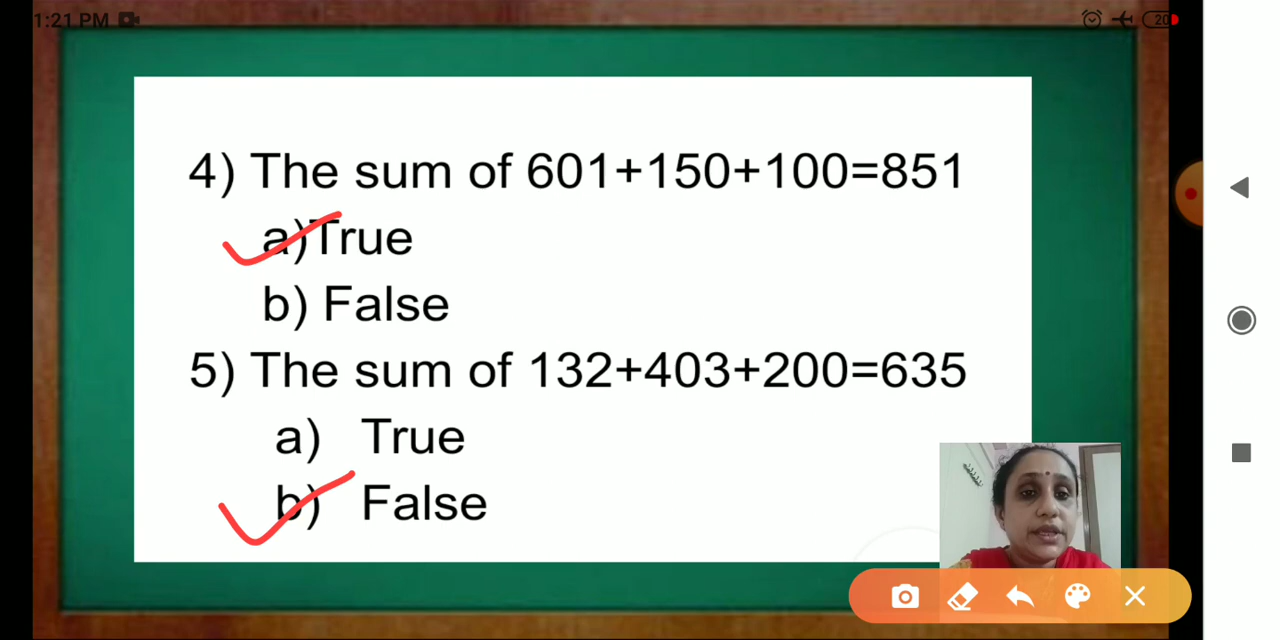 1:21 PM
20
4) The sum of 601+150+100=851
a)True
b) False
5) The sum of 132+403+200=635
a) True
b) False